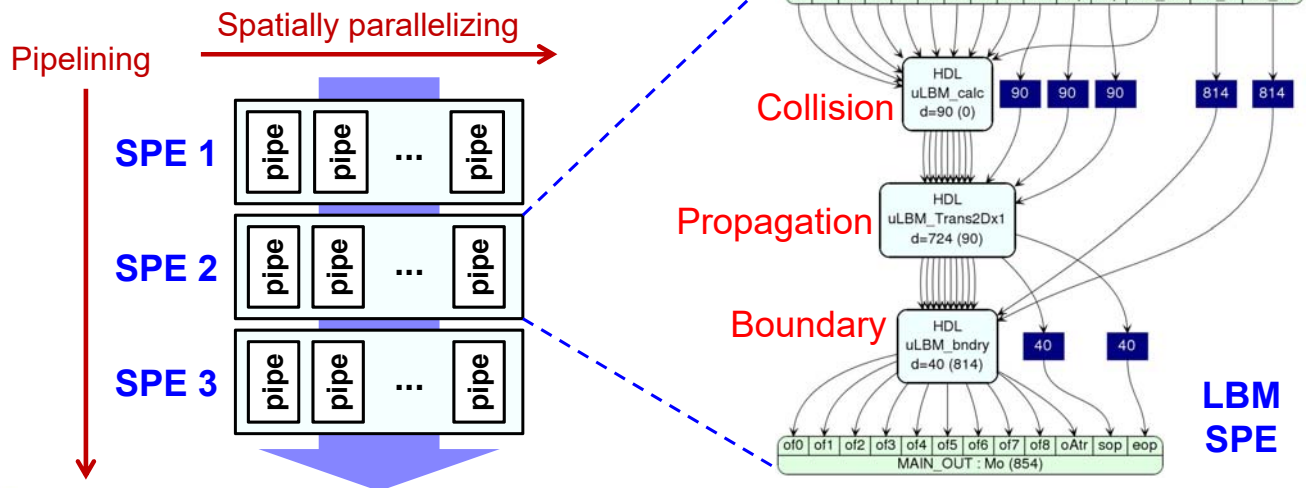 Spatially parallelizing
Pipelining
SPE 1
pipe
pipe
...
pipe
SPE 2
pipe
pipe
...
pipe
SPE 3
pipe
pipe
...
pipe
Collision
HDL
uLBM_calc
d=90 (0)
90
90
90
814
814
Propagation
HDL
uLBM_Trans2Dx1
d=724 (90)
Boundary
HDL
uLBM_bndry
d=40 (814)
40
40
of0 of1 of2 of3 of4 of5 of6 of7 of8 oAtr sop eop
MAIN_OUT : Mo (854)
LBM
SPE